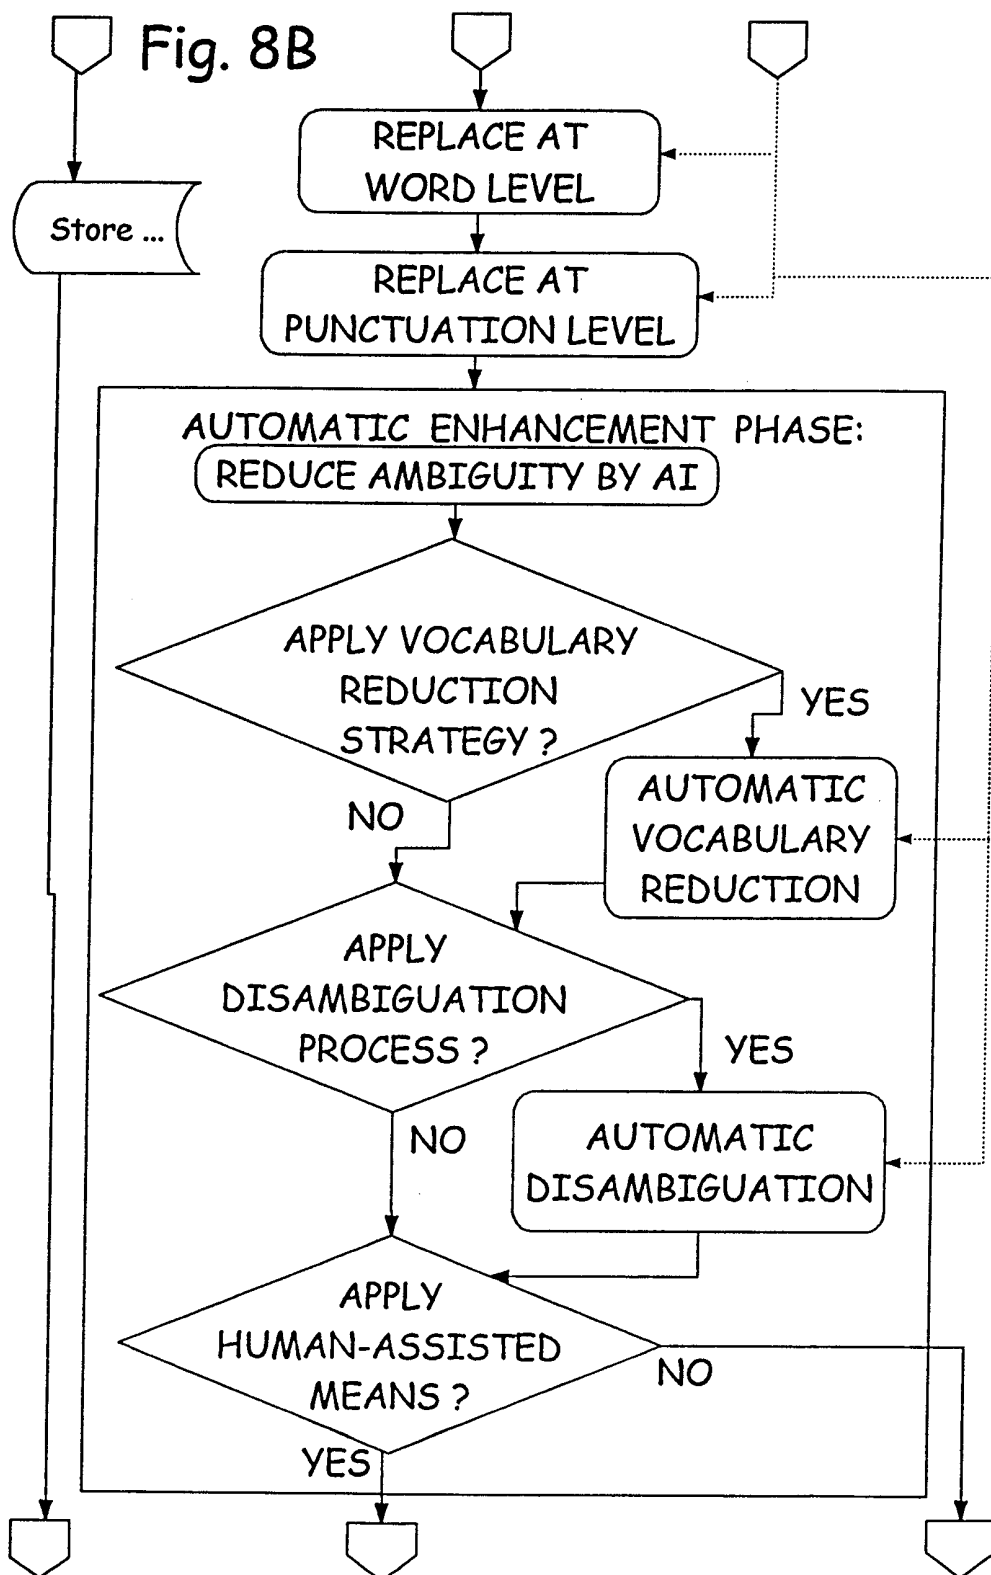 Fig. 8B
REPLACE AT
WORD LEVEL
Store ...
REPLACE AT
PUNCTUATION LEVEL
AUTOMATIC ENHANCEMENT PHASE:
REDUCE AMBIGUITY BY AI
APPLY VOCABULARY
REDUCTION
STRATEGY ?
YES
NO
AUTOMATIC
VOCABULARY
REDUCTION
APPLY
DISAMBIGUATION
PROCESS ?
YES
NO
AUTOMATIC
DISAMBIGUATION
APPLY
HUMAN-ASSISTED
MEANS ?
NO
YES